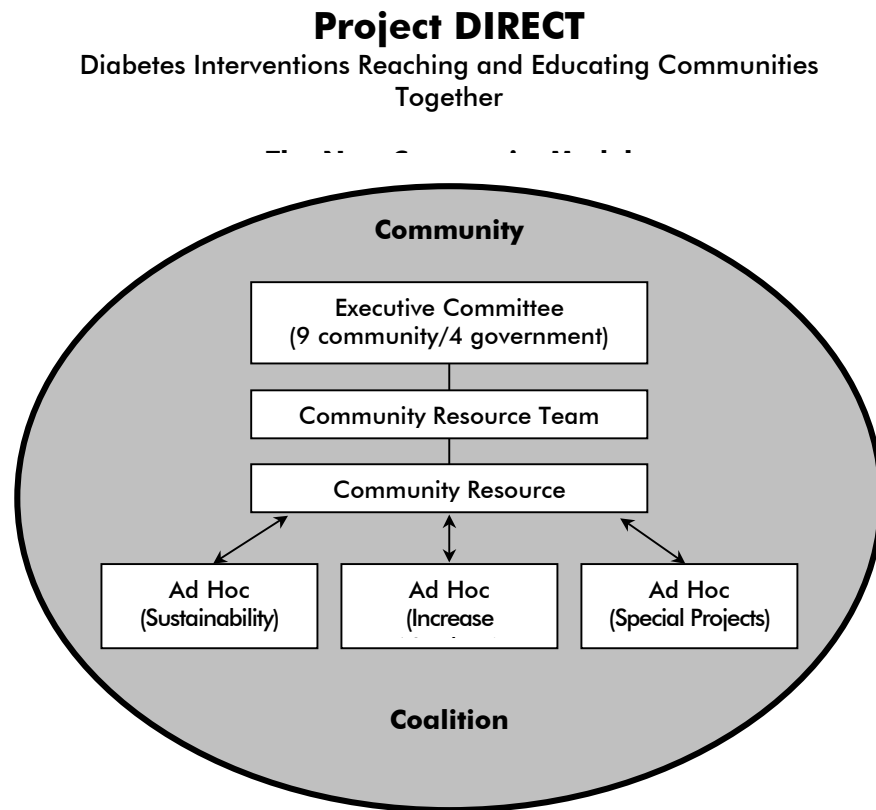 Project DIRECT
Diabetes Interventions Reaching and Educating Communities
Together
Community
Executive Committee
(9 community/4 government)
Community Resource Team
Community Resource
Ad Hoc
(Sustainability)
Ad Hoc
(Increase
Ad Hoc
(Special Projects)
Coalition